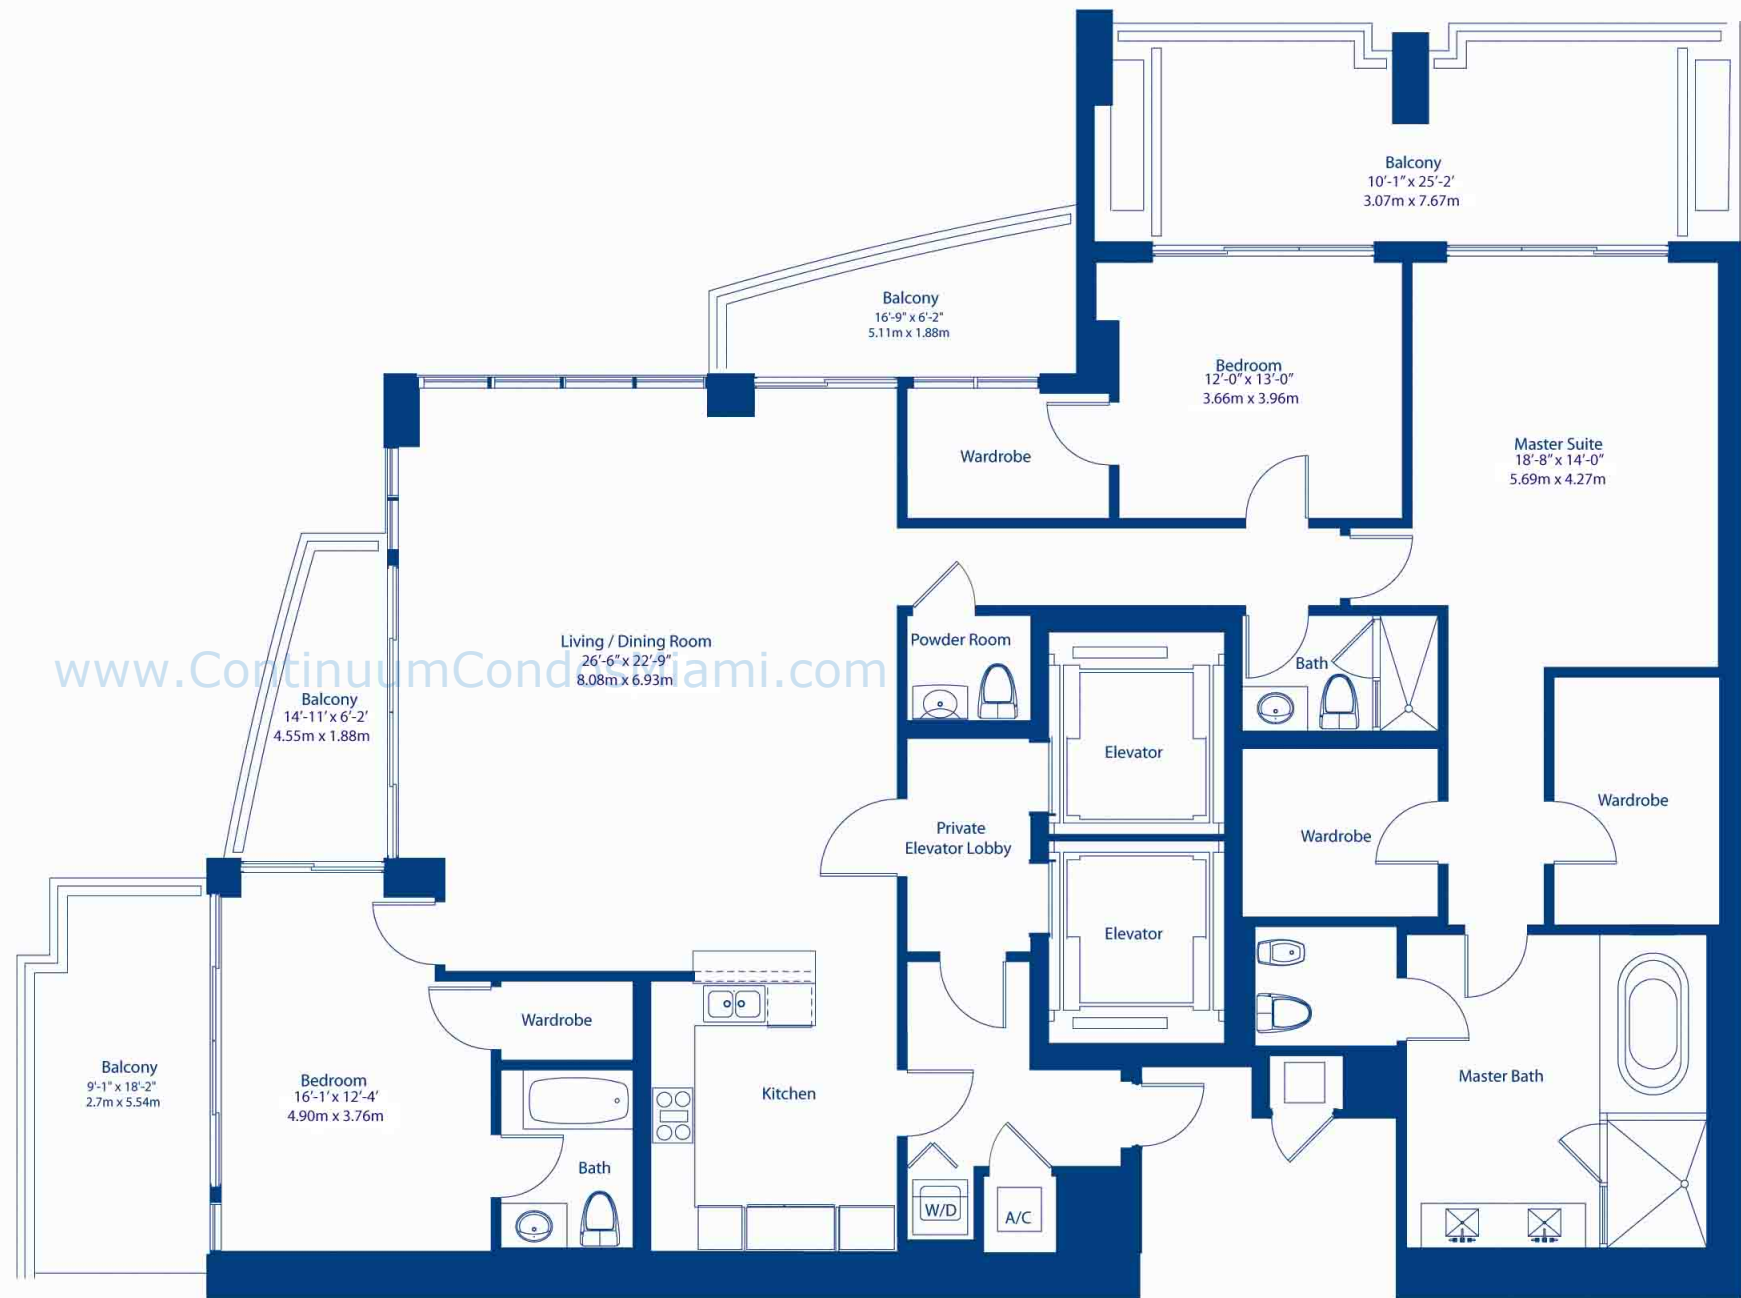 Balcony
10'-1" x 25'-2'
3.07m x 7.67m
Balcony
16'-9" x 6'-2"
5.11m x 1.88m
Bedroom
12'-0" x 13'-0"
3.66m x 3.96m
Wardrobe
Master Suite
18'-8" x 14'-0"
5.69m x 4.27m
Living / Dining Room
26'-6" x 22'-9"
8.08m x 6.93m
www.ContinuumCondosMiami.com
Balcony
14'-11' x 6'-2'
4.55m x 1.88m
Powder Room
Bath
Elevator
Private
Elevator Lobby
Wardrobe
Wardrobe
Elevator
Wardrobe
Balcony
9'-1" x 18'-2"
2.7m x 5.54m
Bedroom
16'-1' x 12'-4'
4.90m x 3.76m
Kitchen
Master Bath
Bath
W/D
A/C